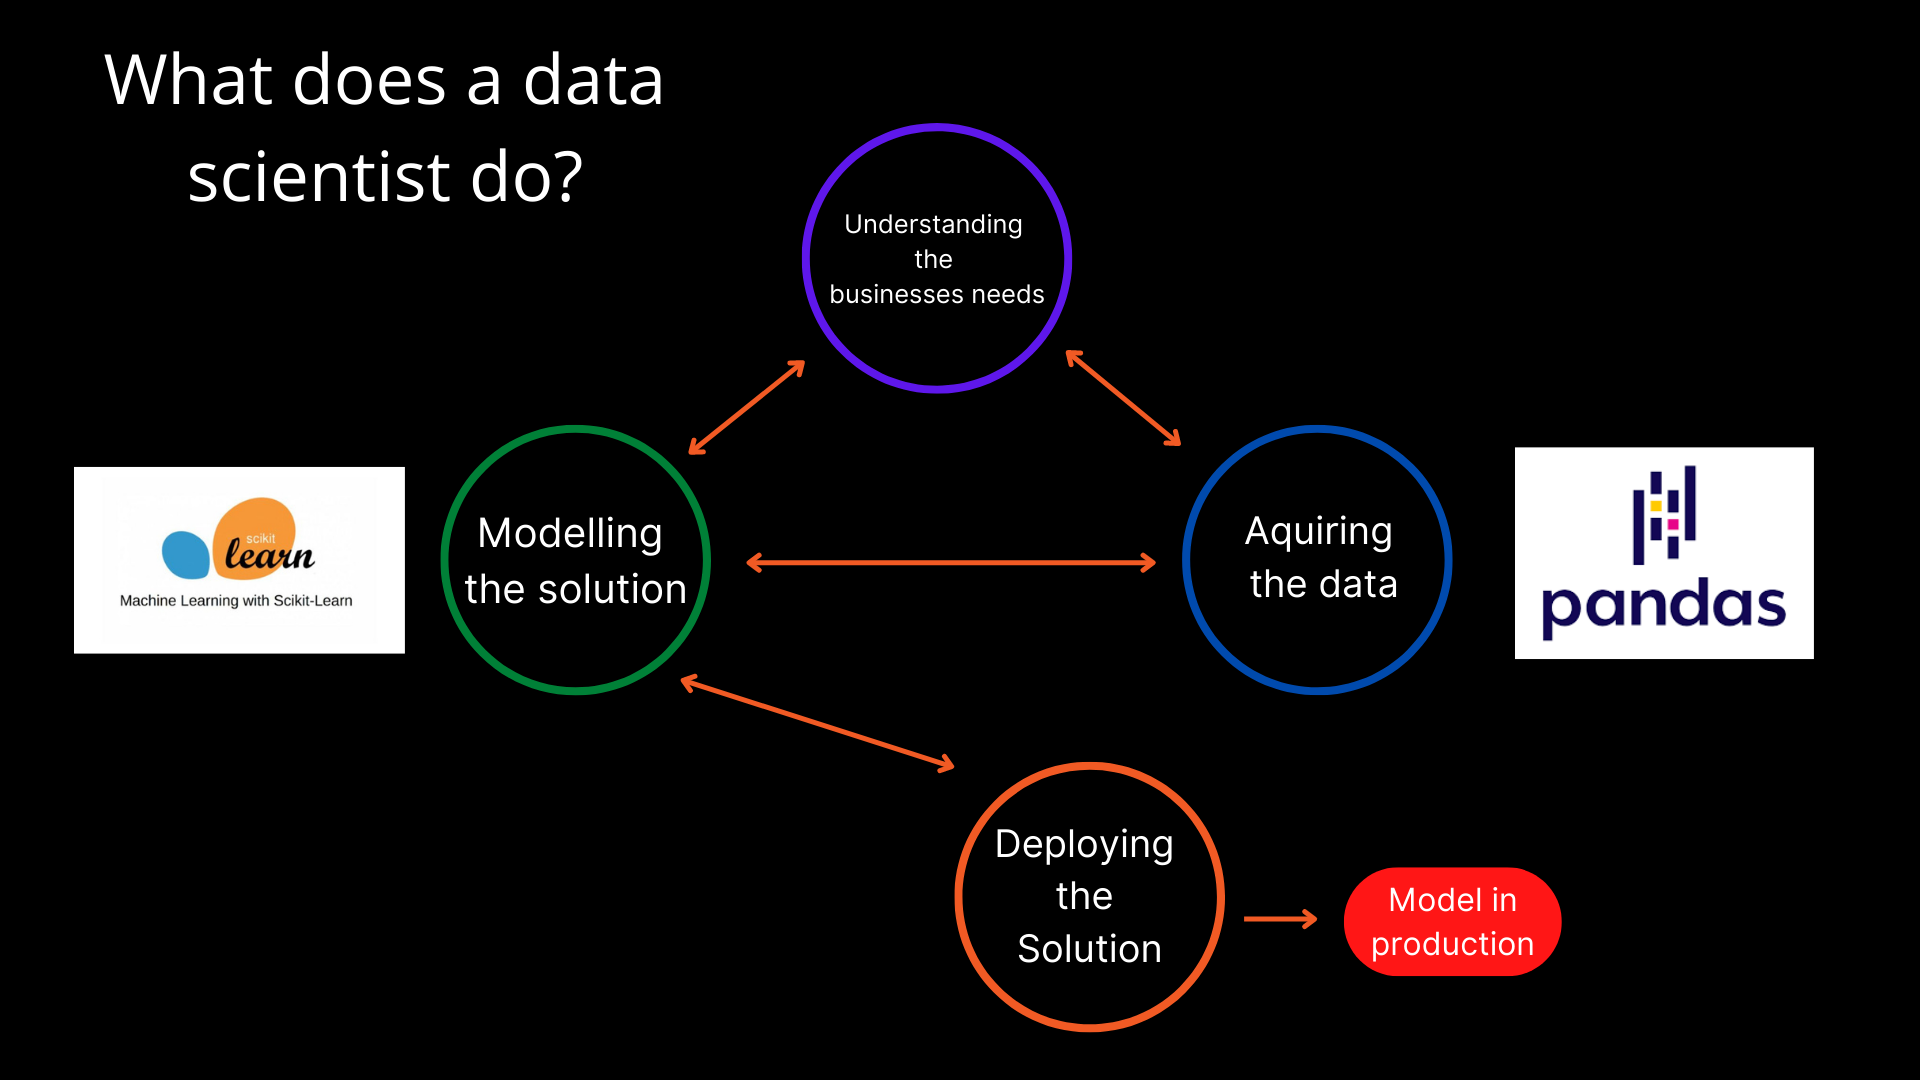 What does a data
scientist do?
Understanding
the
businesses needs
scikit
learn
Machine Learning with Scikit-Learn
Modelling
the solution
Aquiring
the data
pandas
Deploying
the
Solution
Model in
production